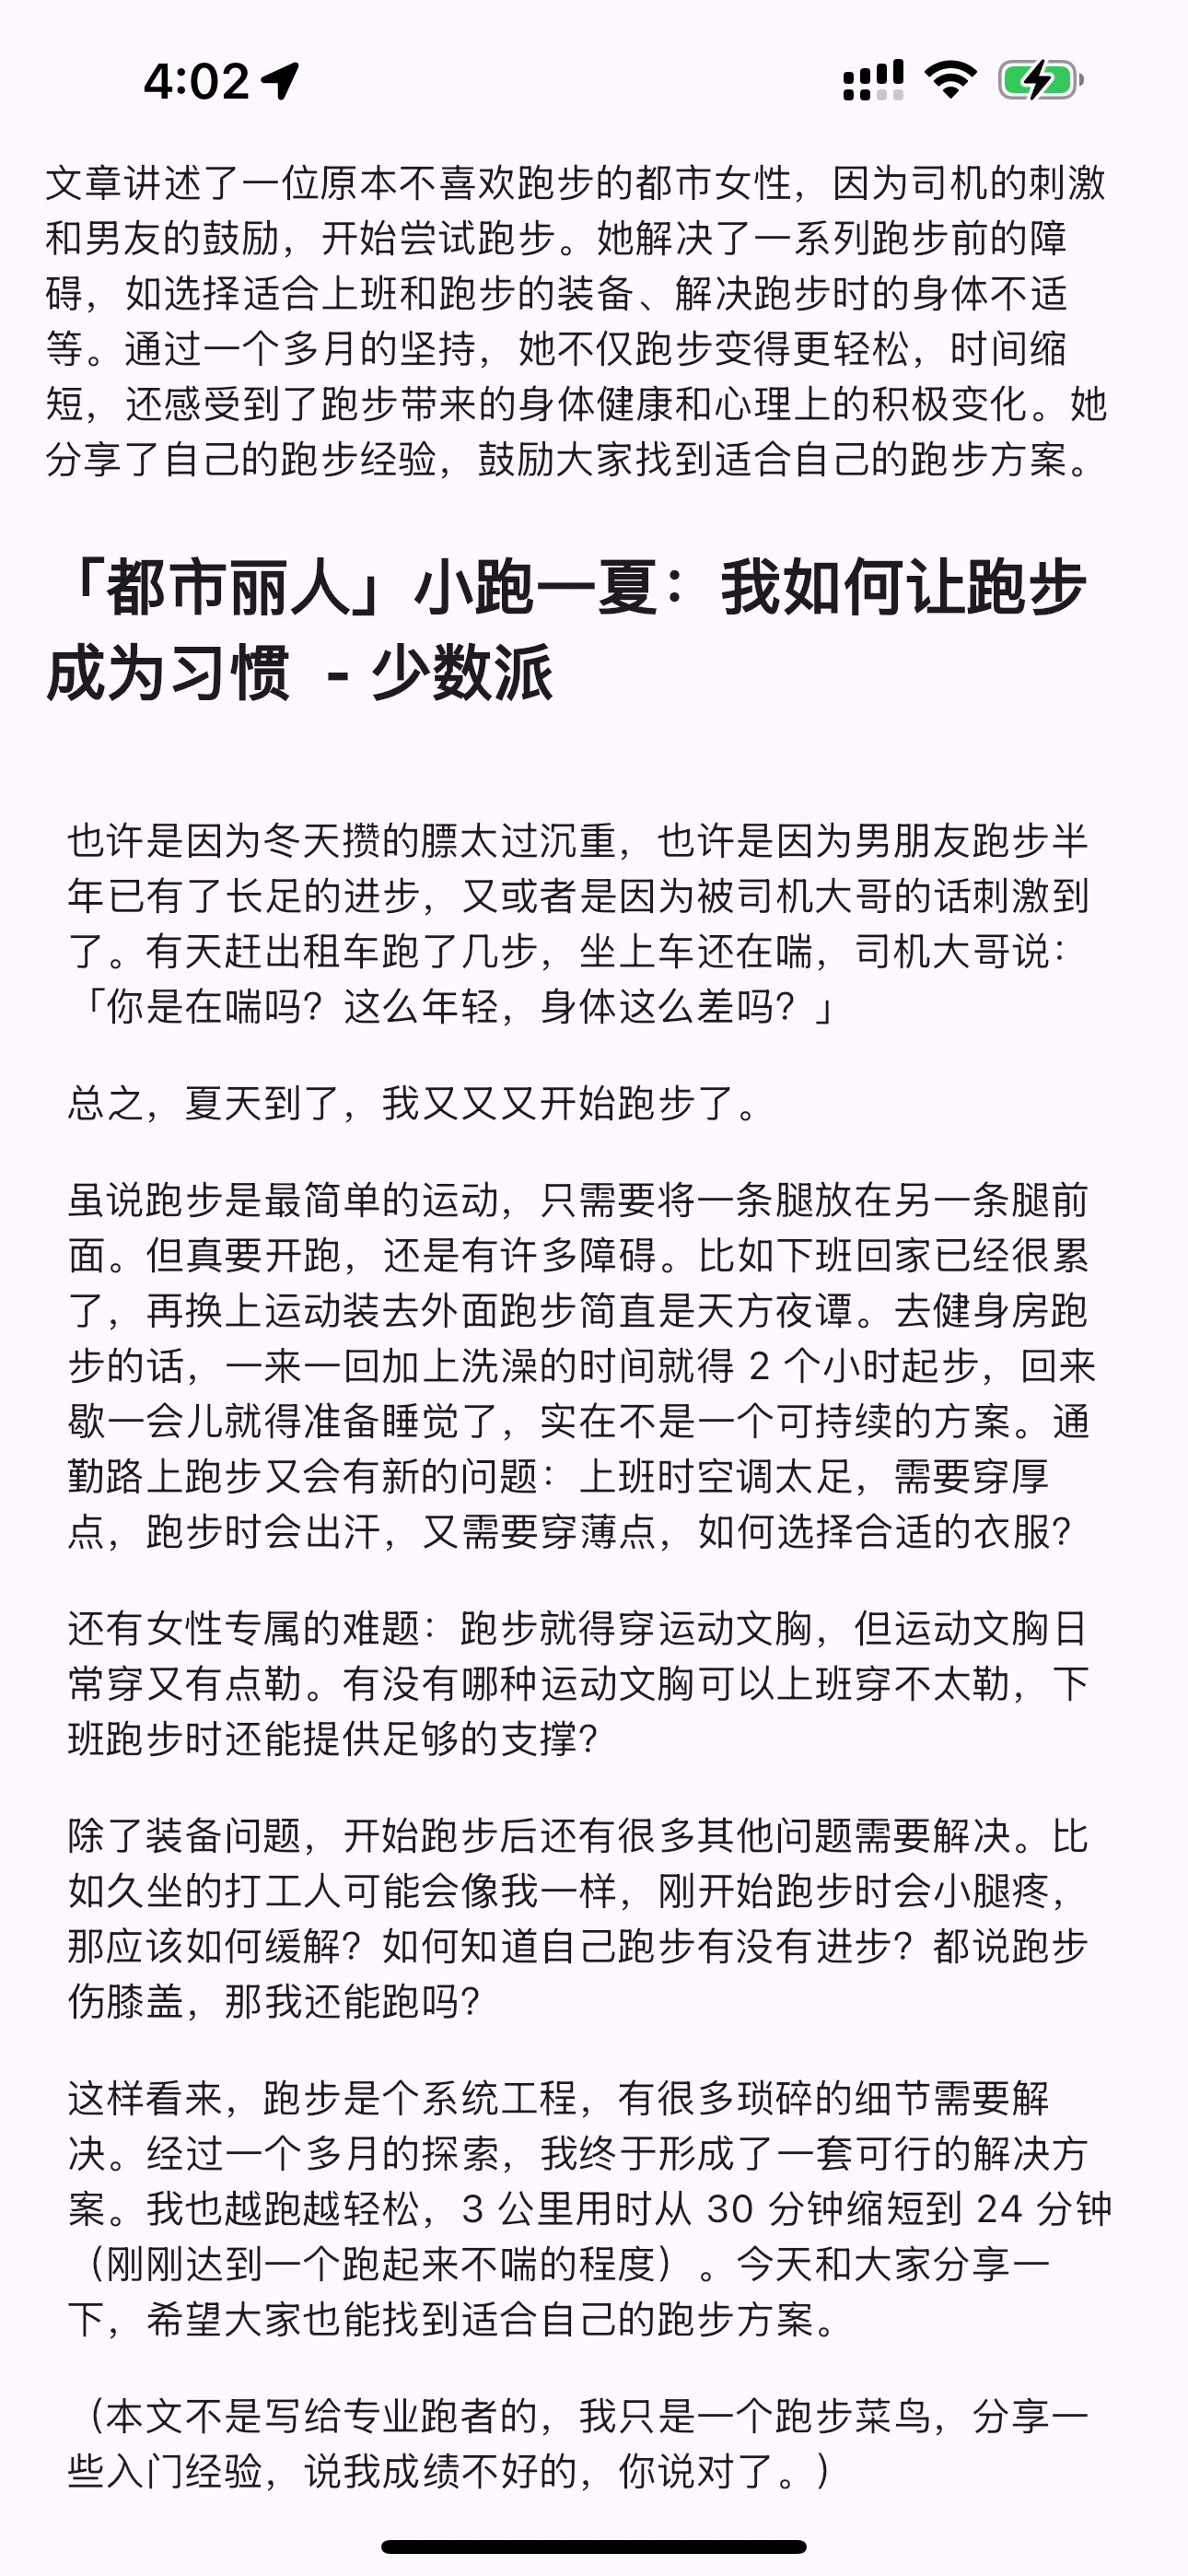 4:02
文章讲述了一位原本不喜欢跑步的都市女性，因为司机的刺激
和男友的鼓励，开始尝试跑步。她解决了一系列跑步前的障
碍，如选择适合上班和跑步的装备、解决跑步时的身体不适
等。通过一个多月的坚持，她不仅跑步变得更轻松，时间缩
短，还感受到了跑步带来的身体健康和心理上的积极变化。她
分享了自己的跑步经验，鼓励大家找到适合自己的跑步方案。
「都市丽人」小跑一夏：我如何让跑步
成为习惯 - 少数派
也许是因为冬天攒的膘太过沉重，也许是因为男朋友跑步半
年已有了长足的进步，又或者是因为被司机大哥的话刺激到
了。有天赶出租车跑了几步，坐上车还在喘，司机大哥说：
「你是在喘吗？这么年轻，身体这么差吗？」
总之，夏天到了，我又又又开始跑步了。
虽说跑步是最简单的运动，只需要将一条腿放在另一条腿前
面。但真要开跑，还是有许多障碍。比如下班回家已经很累
了，再换上运动装去外面跑步简直是天方夜谭。去健身房跑
步的话，一来一回加上洗澡的时间就得 2 个小时起步，回来
歇一会儿就得准备睡觉了，实在不是一个可持续的方案。通
勤路上跑步又会有新的问题：上班时空调太足，需要穿厚
点，跑步时会出汗，又需要穿薄点，如何选择合适的衣服？
还有女性专属的难题：跑步就得穿运动文胸，但运动文胸日
常穿又有点勒。有没有哪种运动文胸可以上班穿不太勒，下
班跑步时还能提供足够的支撑？
除了装备问题，开始跑步后还有很多其他问题需要解决。比
如久坐的打工人可能会像我一样，刚开始跑步时会小腿疼，
那应该如何缓解？如何知道自己跑步有没有进步？都说跑步
伤膝盖，那我还能跑吗？
这样看来，跑步是个系统工程，有很多琐碎的细节需要解
决。经过一个多月的探索，我终于形成了一套可行的解决方
案。我也越跑越轻松，3 公里用时从 30 分钟缩短到 24 分钟
（刚刚达到一个跑起来不喘的程度）。今天和大家分享一
下，希望大家也能找到适合自己的跑步方案。
（本文不是写给专业跑者的，我只是一个跑步菜鸟，分享一
些入门经验，说我成绩不好的，你说对了。）